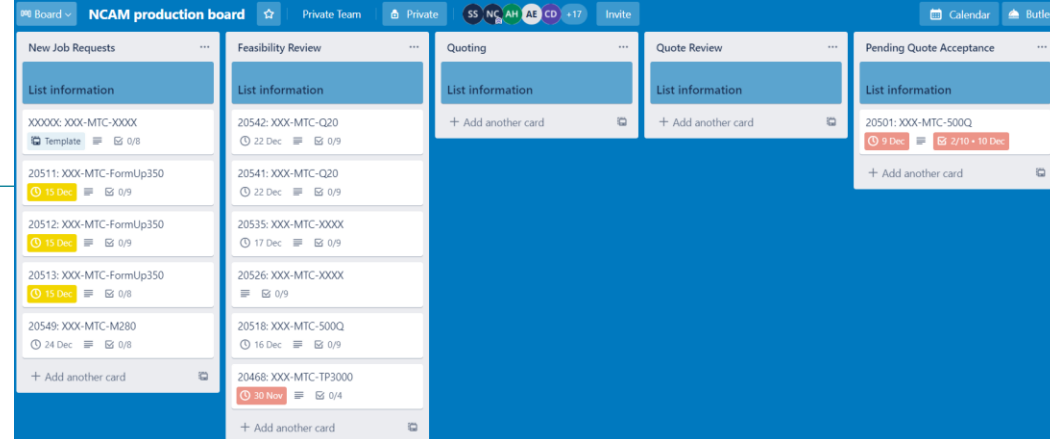 Board NCAM production board Private Team Private SS NC AH AE CD +17 Invite Calendar Butle
New Job Requests
List information
XXXXX: XXX-MTC-XXXX
Template 0/8
20511: XXX-MTC-FormUp350
15 Dec 0/9
20512: XXX-MTC-FormUp350
15 Dec 0/9
20513: XXX-MTC-FormUp350
15 Dec 0/8
20549: XXX-MTC-M280
24 Dec 0/8
+ Add another card
Feasibility Review
List information
20542: XXX-MTC-Q20
22 Dec 0/9
20541: XXX-MTC-Q20
22 Dec 0/9
20535: XXX-MTC-XXXX
17 Dec 0/9
20526: XXX-MTC-XXXX
0/9
20518: XXX-MTC-500Q
16 Dec 0/9
20468: XXX-MTC-TP3000
30 Nov 0/4
+ Add another card
Quoting
List information
+ Add another card
Quote Review
List information
+ Add another card
Pending Quote Acceptance
List information
20501: XXX-MTC-500Q
9 Dec 2/10 • 10 Dec
+ Add another card